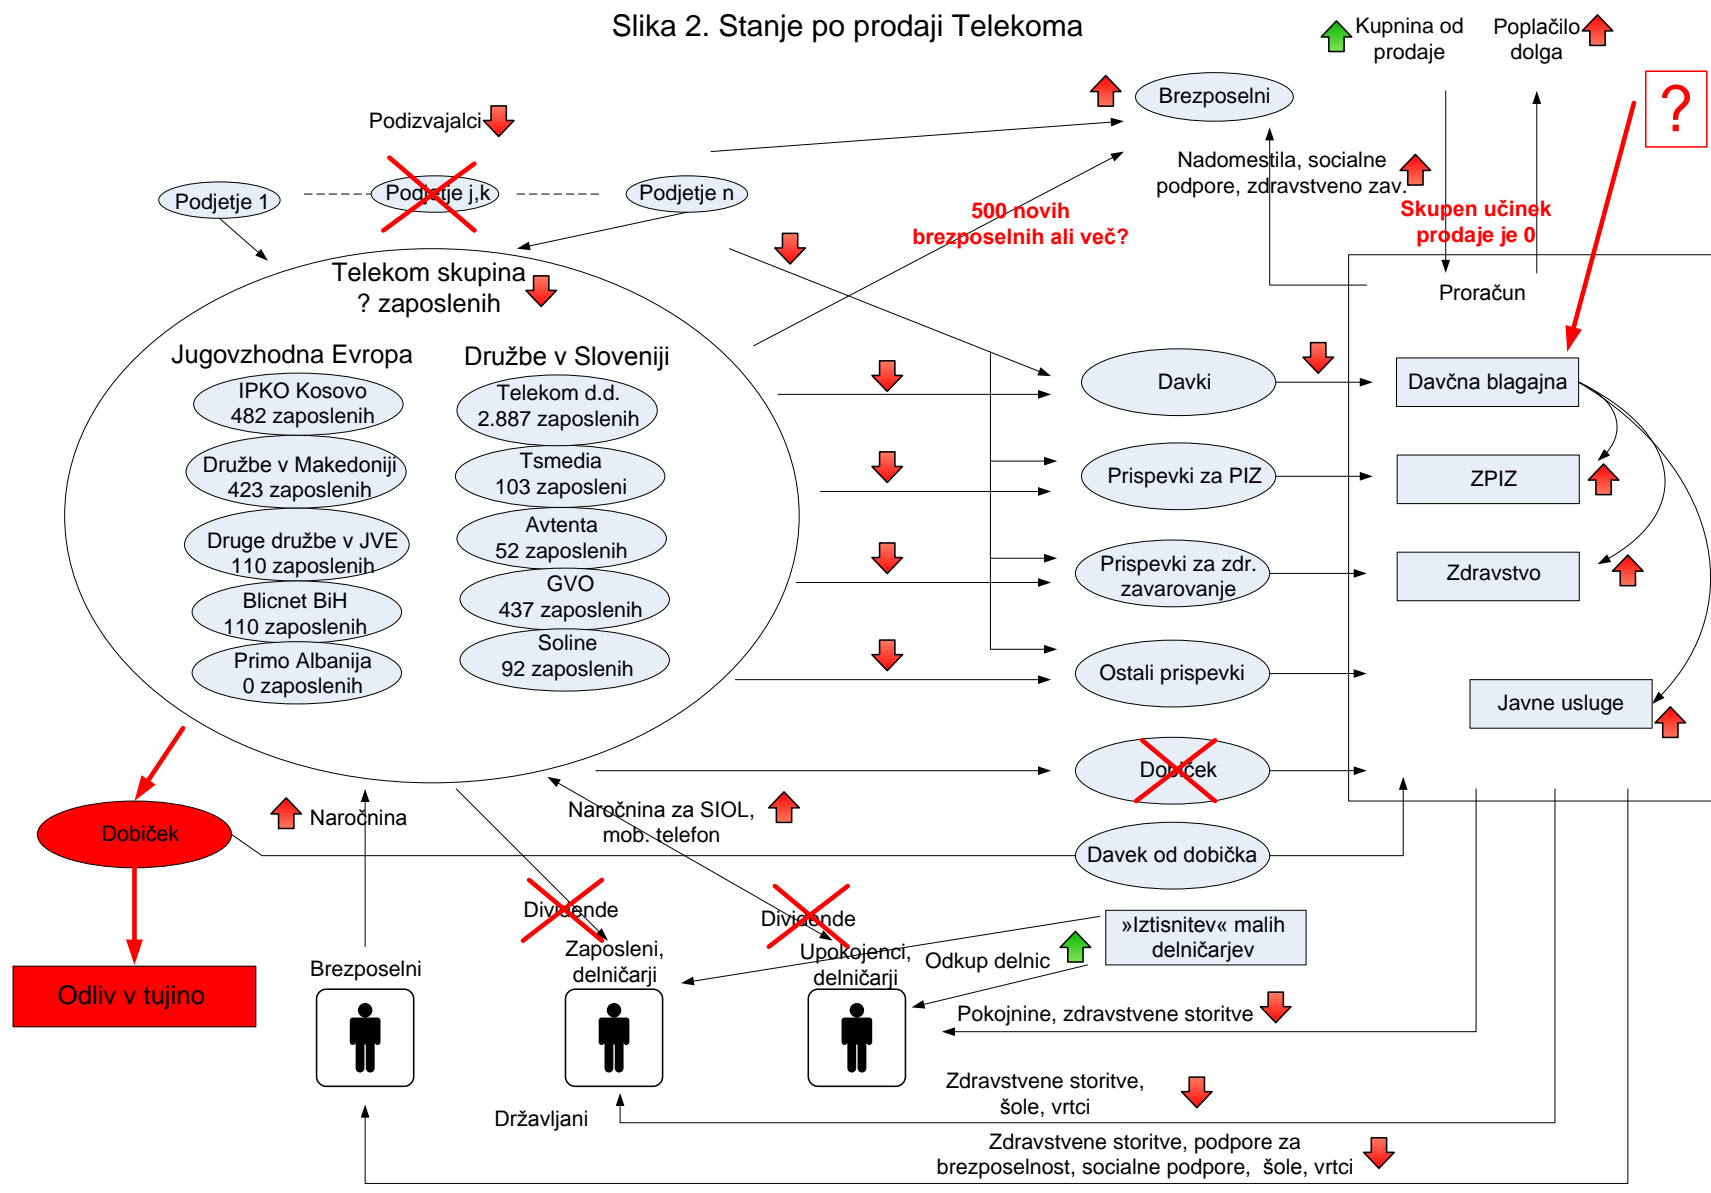 Slika 2. Stanje po prodaji Telekoma
Kupnina od
prodaje
Poplačilo
dolga
?
Brezposelni
Podizvajalci
Podjetje 1
Podjetje j,k
Podjetje n
Nadomestila, socialne
podpore, zdravstveno zav.
500 novih
brezposelnih ali več?
Skupen učinek
prodaje je 0
Telekom skupina
? zaposlenih
Proračun
Jugovzhodna Evropa
Družbe v Sloveniji
IPKO Kosovo
482 zaposlenih
Telekom d.d.
2.887 zaposlenih
Davki
Davčna blagajna
Družbe v Makedoniji
423 zaposlenih
Tsmedia
103 zaposleni
Prispevki za PIZ
ZPIZ
Druge družbe v JVE
110 zaposlenih
Avtenta
52 zaposlenih
Prispevki za zdr.
zavarovanje
Zdravstvo
Blicnet BiH
110 zaposlenih
GVO
437 zaposlenih
Primo Albanija
0 zaposlenih
Soline
92 zaposlenih
Ostali prispevki
Javne usluge
Dobiček
Dobiček
Naročnina
Naročnina za SIOL,
mob. telefon
Davek od dobička
Dividende
Dividende
»Iztisnitev« malih
delničarjev
Odliv v tujino
Brezposelni
Zaposleni,
delničarji
Upokojenci,
delničarji
Odkup delnic
Pokojnine, zdravstvene storitve
Državljani
Zdravstvene storitve,
šole, vrtci
Zdravstvene storitve, podpore za
brezposelnost, socialne podpore, šole, vrtci